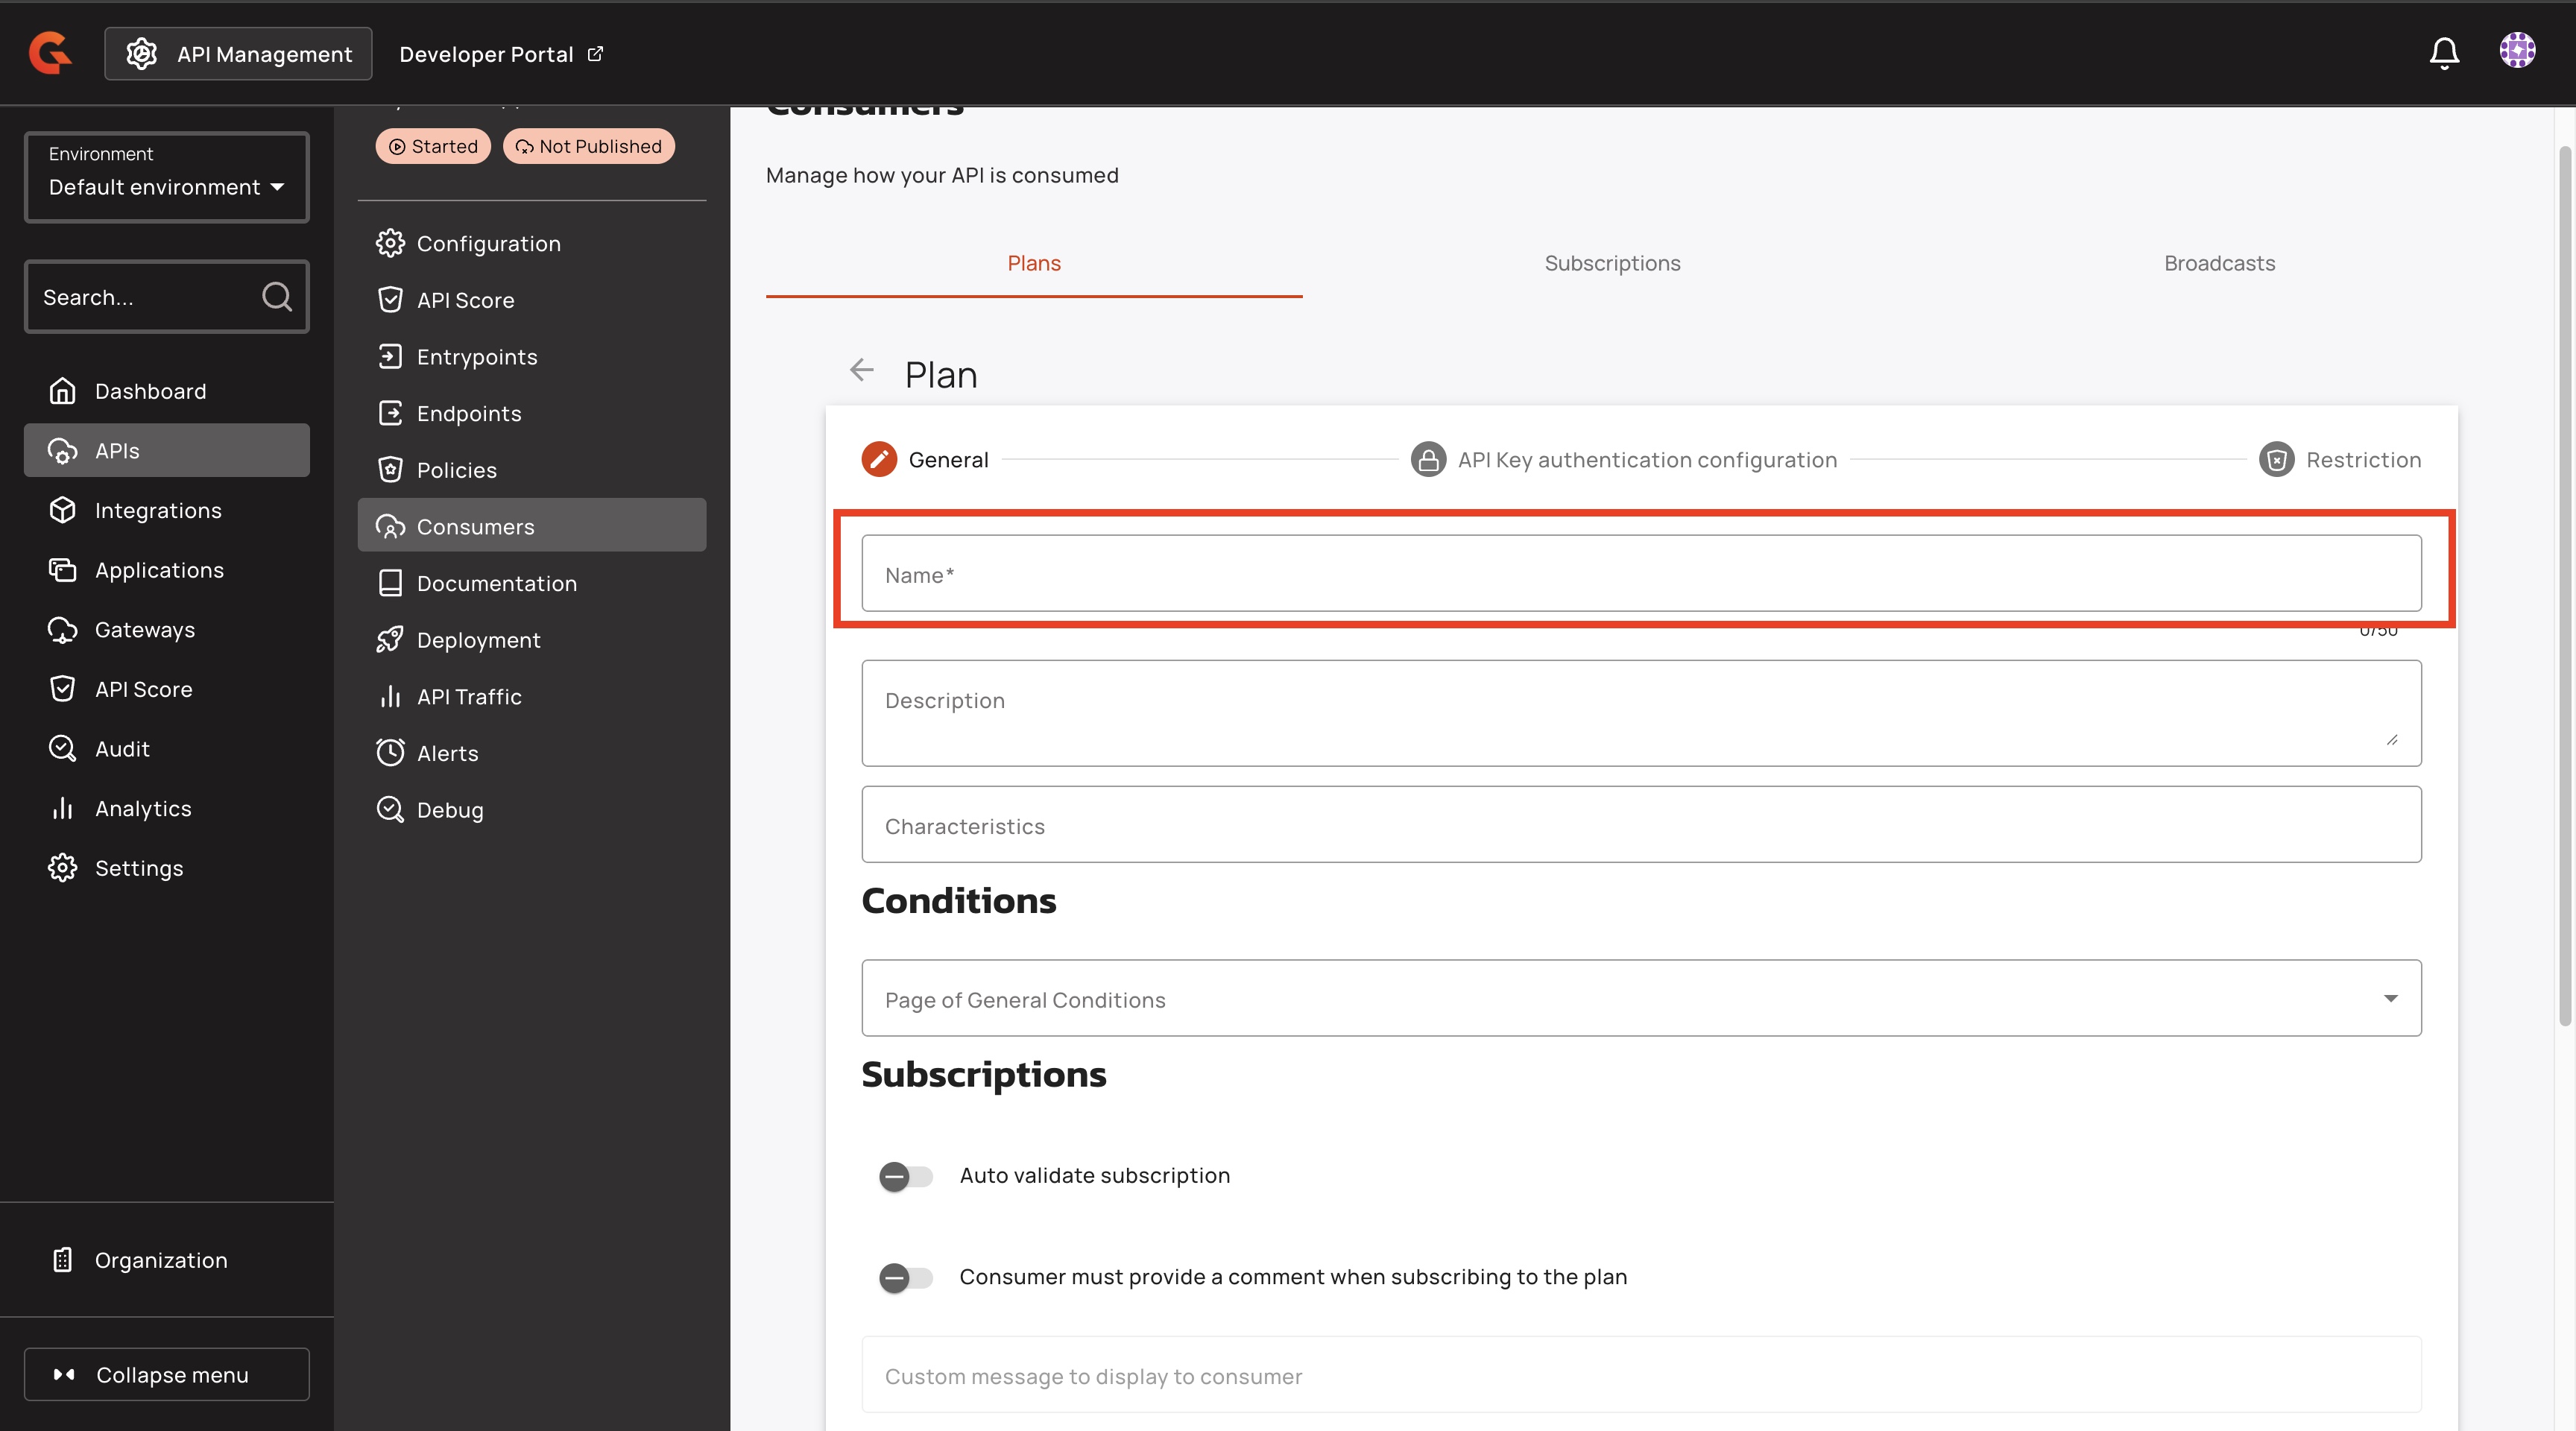 API Management
Developer Portal
Environment
Default environment
Search...
Dashboard
APIs
Integrations
Applications
Gateways
API Score
Audit
Analytics
Settings
Organization
Collapse menu
Started
Not Published
Configuration
API Score
Entrypoints
Endpoints
Policies
Consumers
Documentation
Deployment
API Traffic
Alerts
Debug
Consumers
Manage how your API is consumed
Plans
Subscriptions
Broadcasts
Plan
General
API Key authentication configuration
Restriction
Name*
0/50
Description
Characteristics
Conditions
Page of General Conditions
Subscriptions
Auto validate subscription
Consumer must provide a comment when subscribing to the plan
Custom message to display to consumer